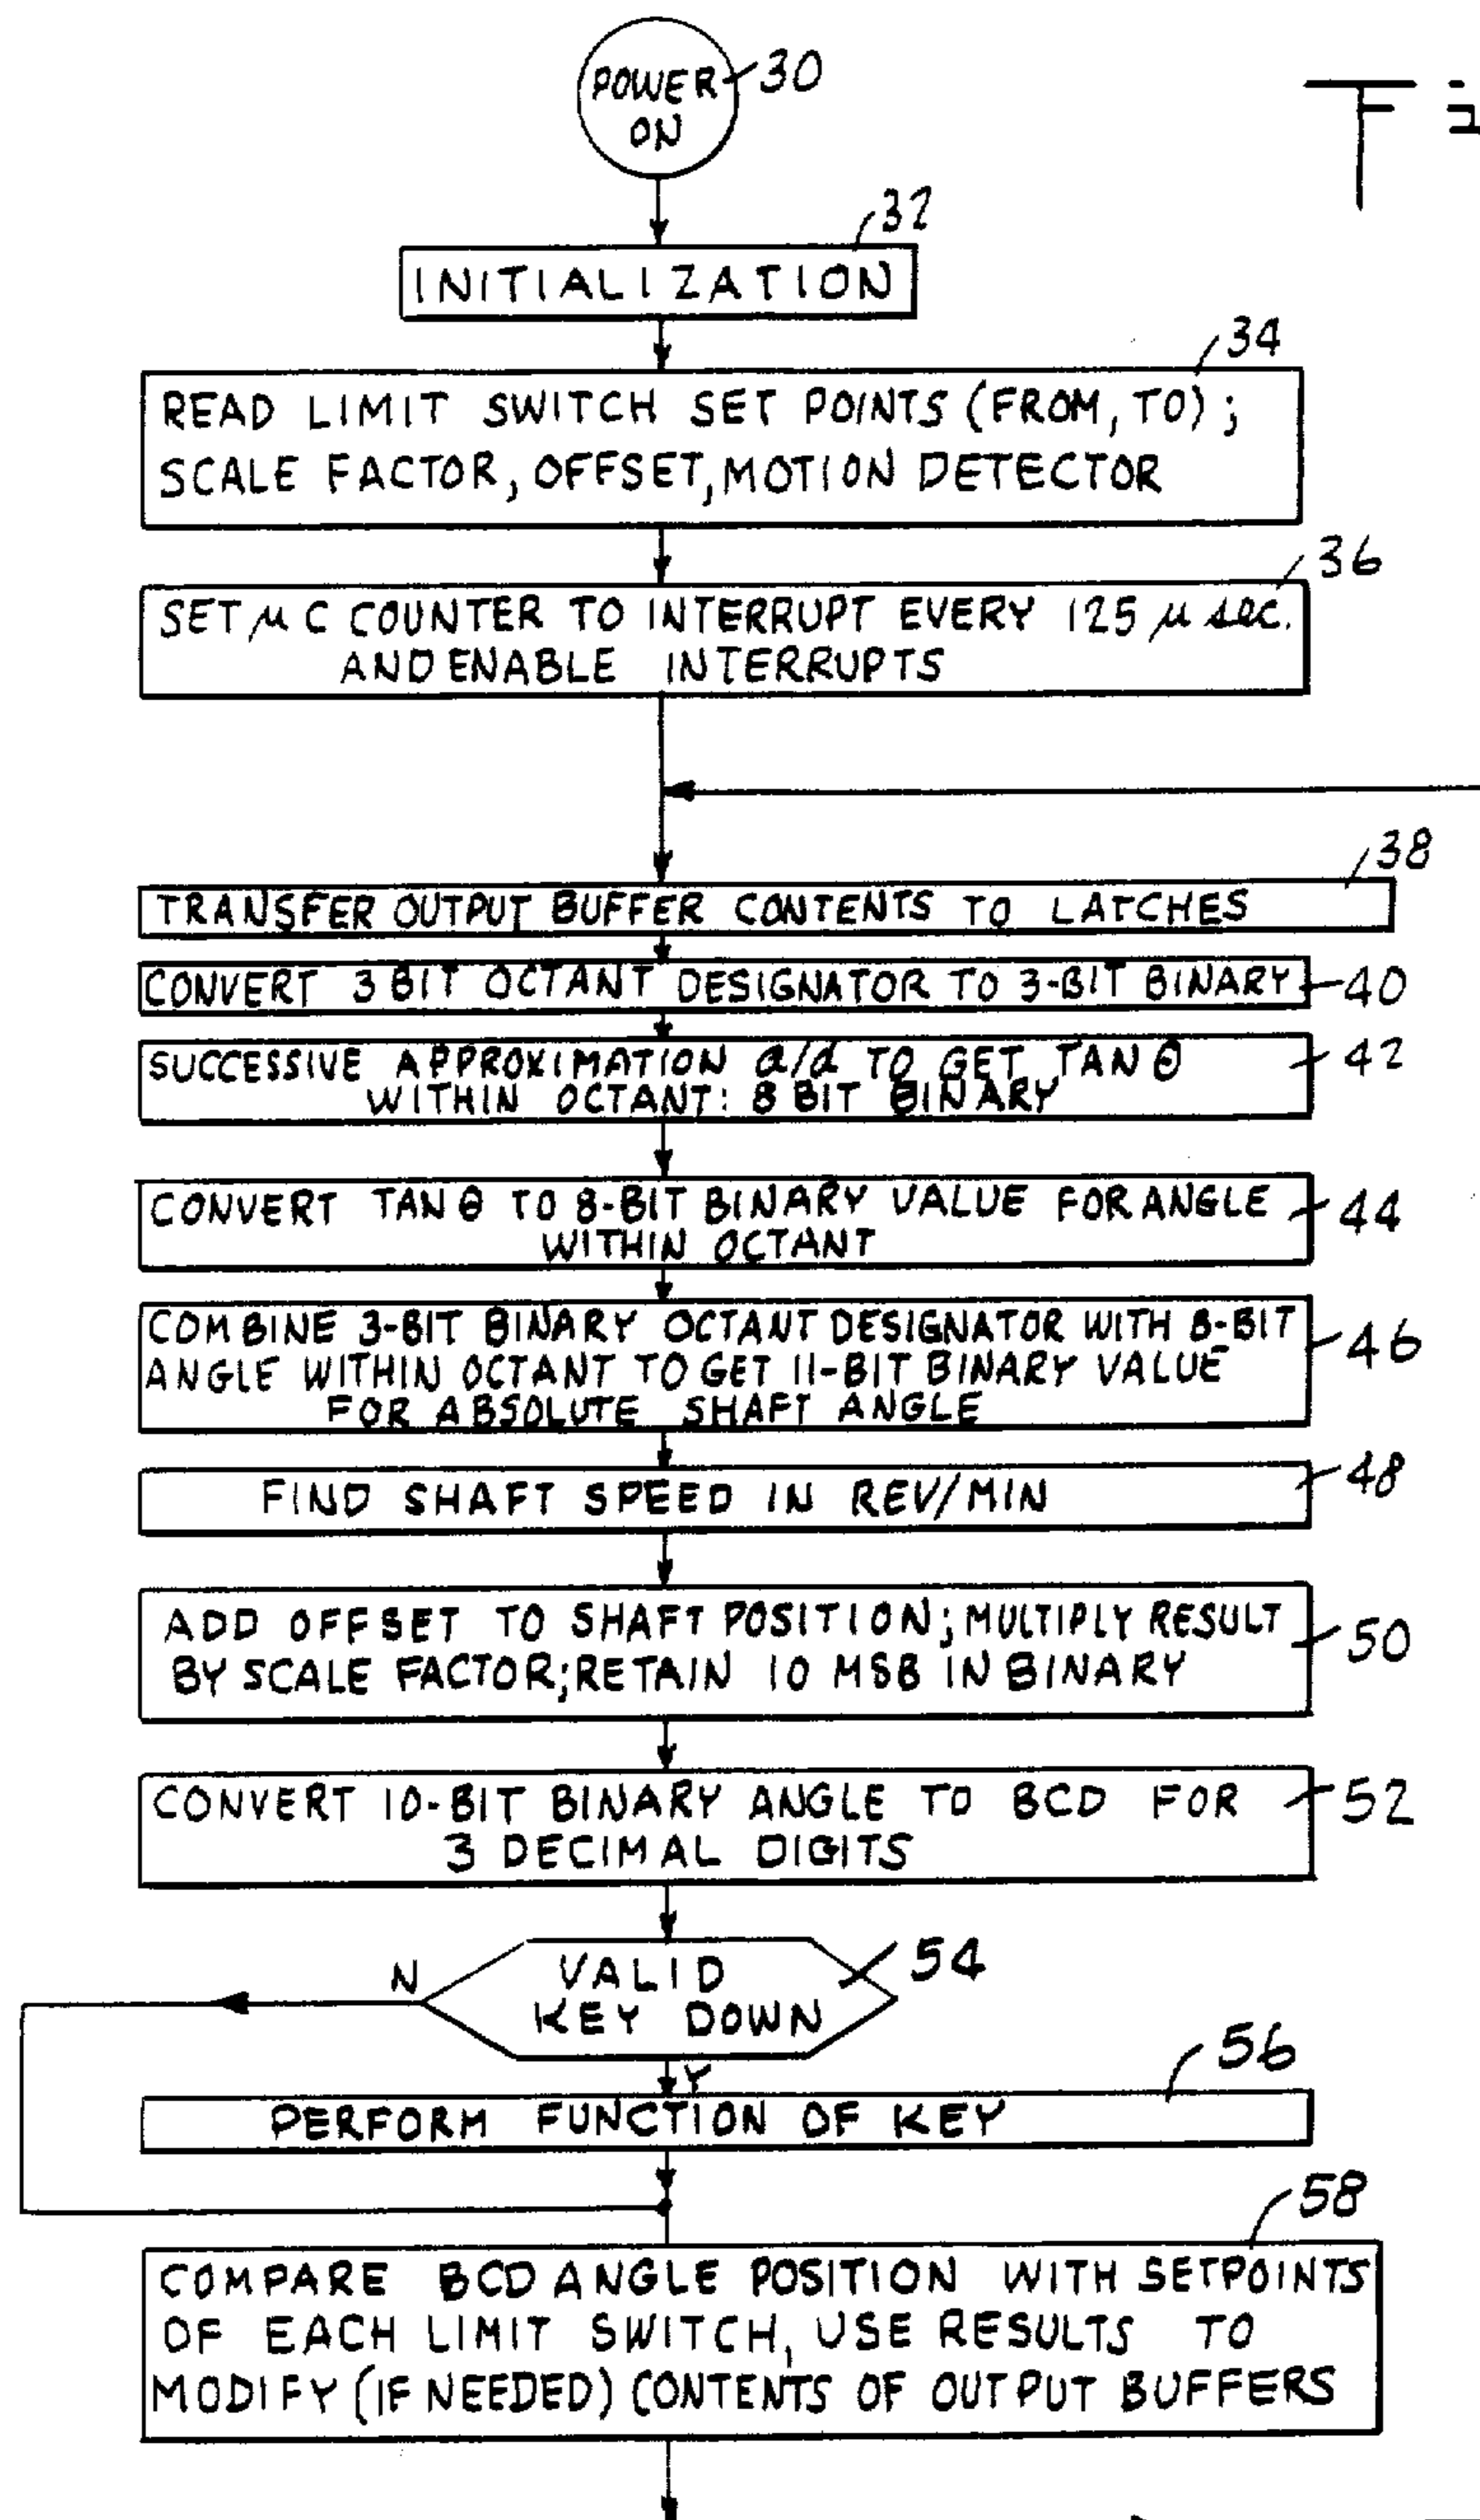 POWER ON 30
Fi
32
INITIALIZATION
34
READ LIMIT SWITCH SET POINTS (FROM, TO);
SCALE FACTOR, OFFSET, MOTION DETECTOR
36
SET μC COUNTER TO INTERRUPT EVERY 125 μ sec.
AND ENABLE INTERRUPTS
38
TRANSFER OUTPUT BUFFER CONTENTS TO LATCHES
CONVERT 3 BIT OCTANT DESIGNATOR TO 3-BIT BINARY 40
SUCCESSIVE APPROXIMATION a/d TO GET TAN θ 42
WITHIN OCTANT: 8 BIT BINARY
CONVERT TAN θ TO 8-BIT BINARY VALUE FOR ANGLE 44
WITHIN OCTANT
COMBINE 3-BIT BINARY OCTANT DESIGNATOR WITH 8-BIT 46
ANGLE WITHIN OCTANT TO GET 11-BIT BINARY VALUE
FOR ABSOLUTE SHAFT ANGLE
FIND SHAFT SPEED IN REV/MIN 48
ADD OFFSET TO SHAFT POSITION; MULTIPLY RESULT 50
BY SCALE FACTOR; RETAIN 10 MSB IN BINARY
CONVERT 10-BIT BINARY ANGLE TO BCD FOR 52
3 DECIMAL DIGITS
N VALID 54
KEY DOWN
Y
56
PERFORM FUNCTION OF KEY
58
COMPARE BCD ANGLE POSITION WITH SETPOINTS
OF EACH LIMIT SWITCH, USE RESULTS TO
MODIFY (IF NEEDED) CONTENTS OF OUTPUT BUFFERS